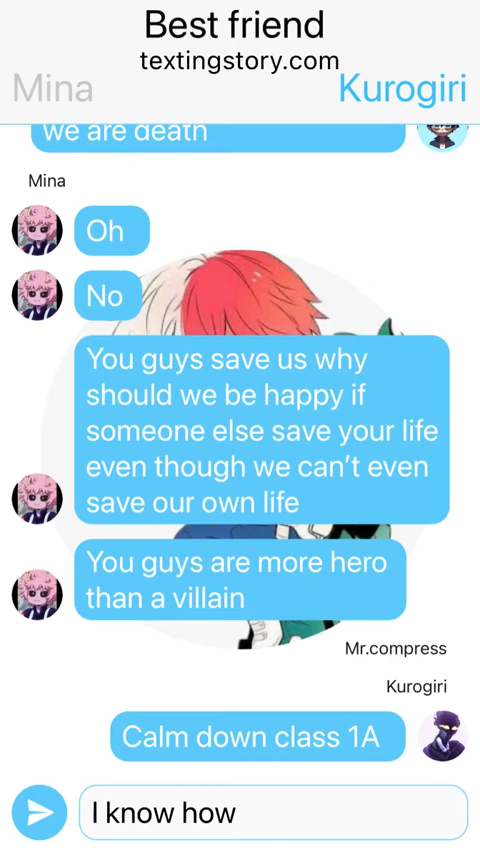 Best friend
textingstory.com
Mina
Kurogiri
we are death
Mina
Oh
No
You guys save us why
should we be happy if
someone else save your life
even though we can't even
save our own life
You guys are more hero
than a villain
Mr.compress
Kurogiri
Calm down class 1A
I know how